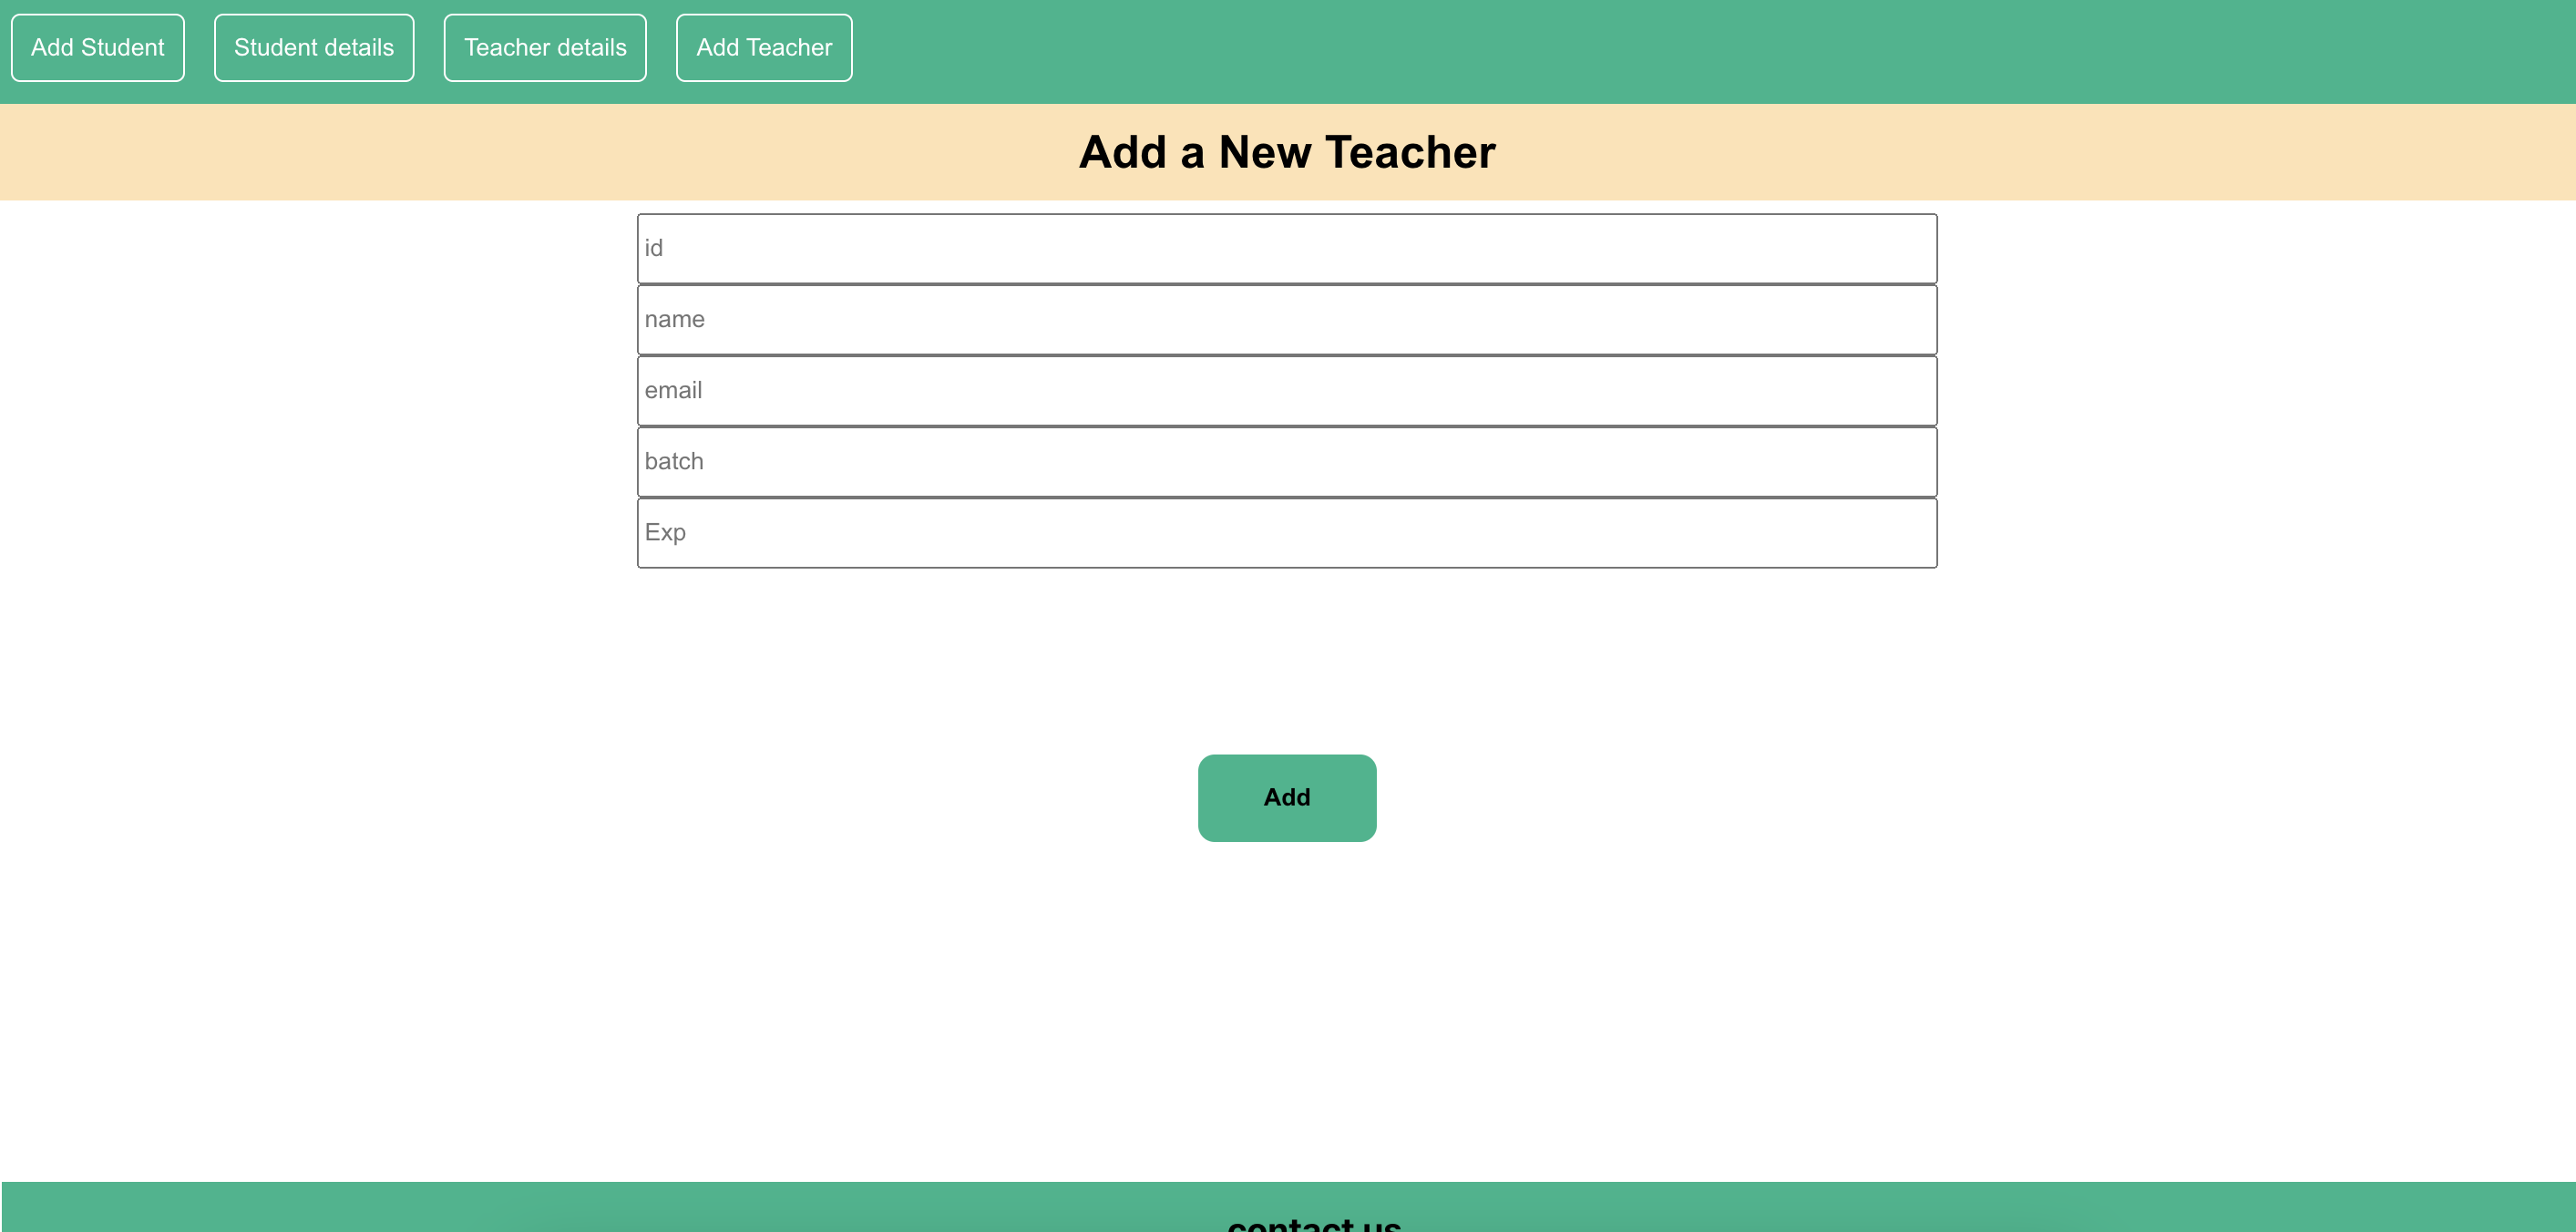 Add Student Student details Teacher details Add Teacher
Add a New Teacher
id
name
email
batch
Exp
Add
contact us